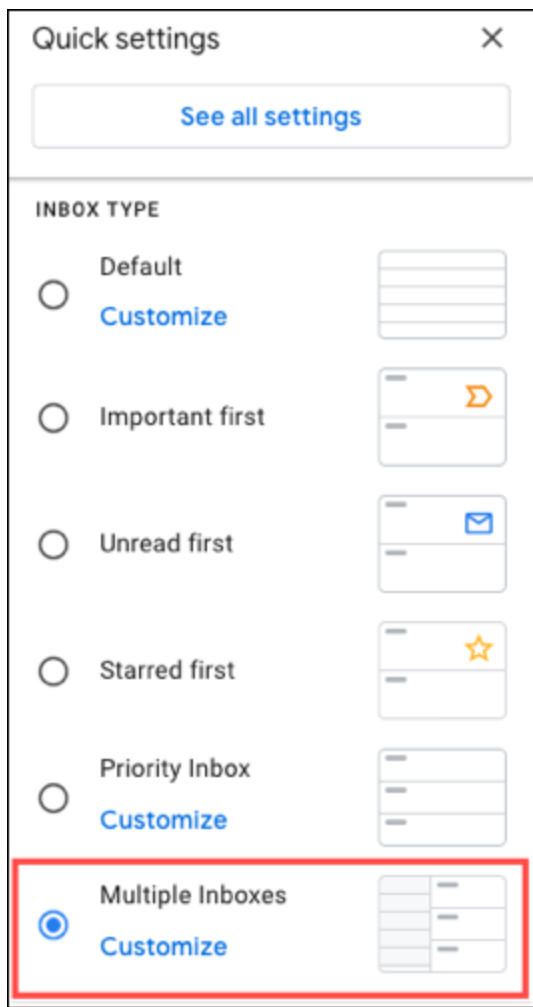 Quick settings
See all settings
INBOX TYPE
Default
Customize
Important first
Unread first
Starred first
Priority Inbox
Customize
Multiple Inboxes
Customize